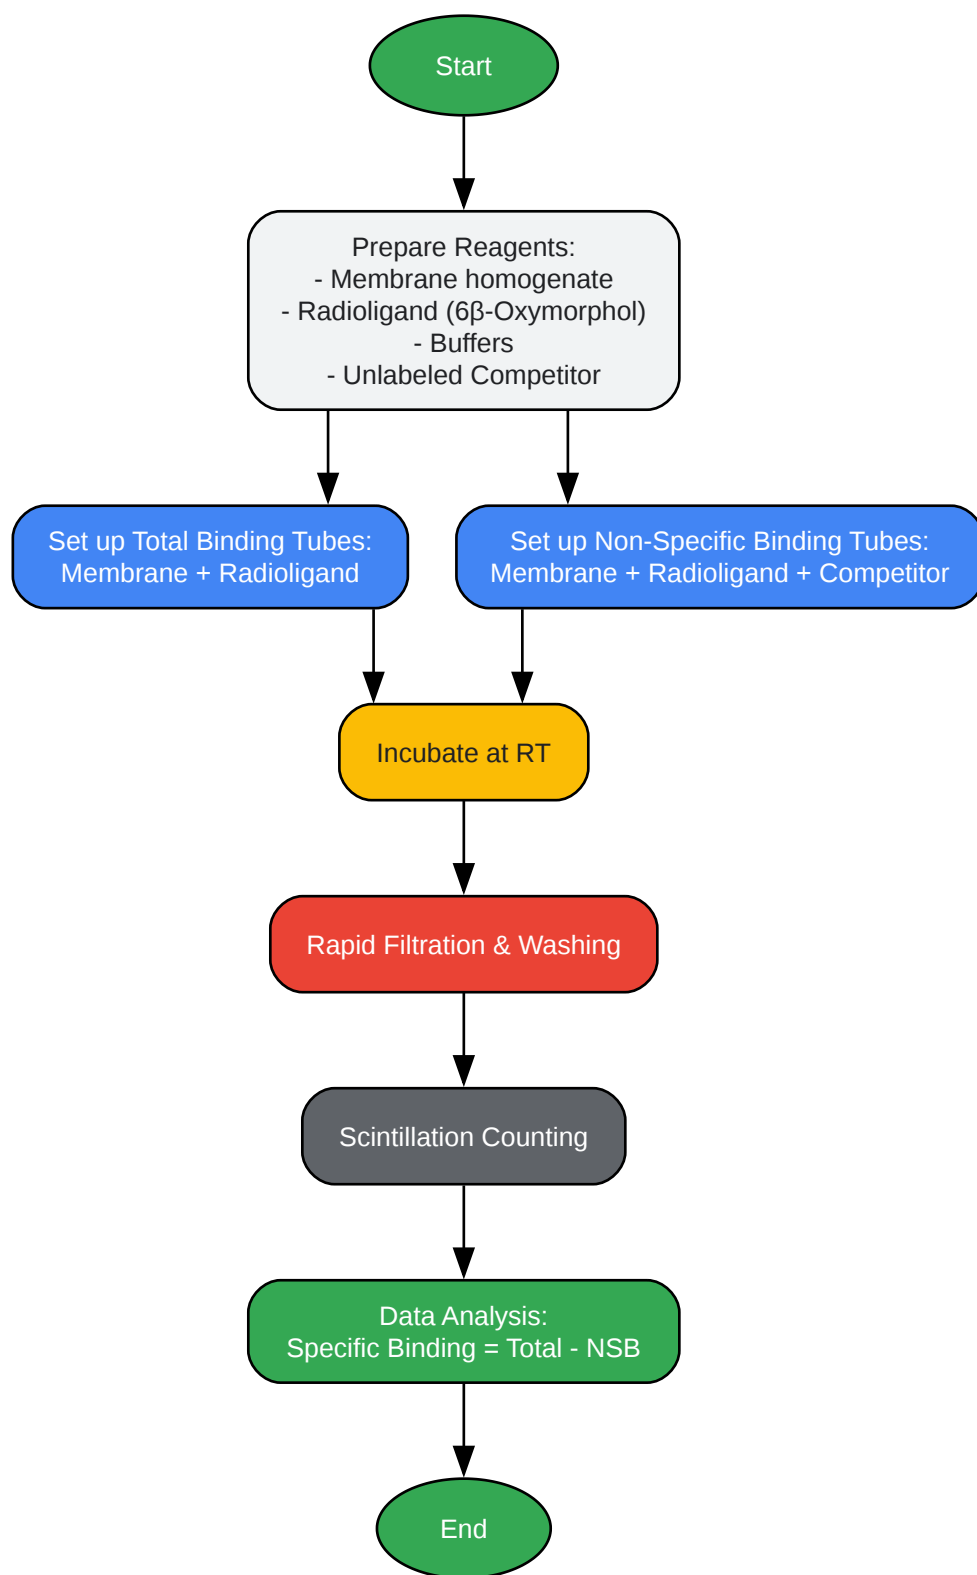 Start
Prepare Reagents:
- Membrane homogenate
- Radioligand (6β-Oxymorphol)
- Buffers
- Unlabeled Competitor
Set up Total Binding Tubes:
Membrane + Radioligand
Set up Non-Specific Binding Tubes:
Membrane + Radioligand + Competitor
Incubate at RT
Rapid Filtration & Washing
Scintillation Counting
Data Analysis:
Specific Binding = Total - NSB
End